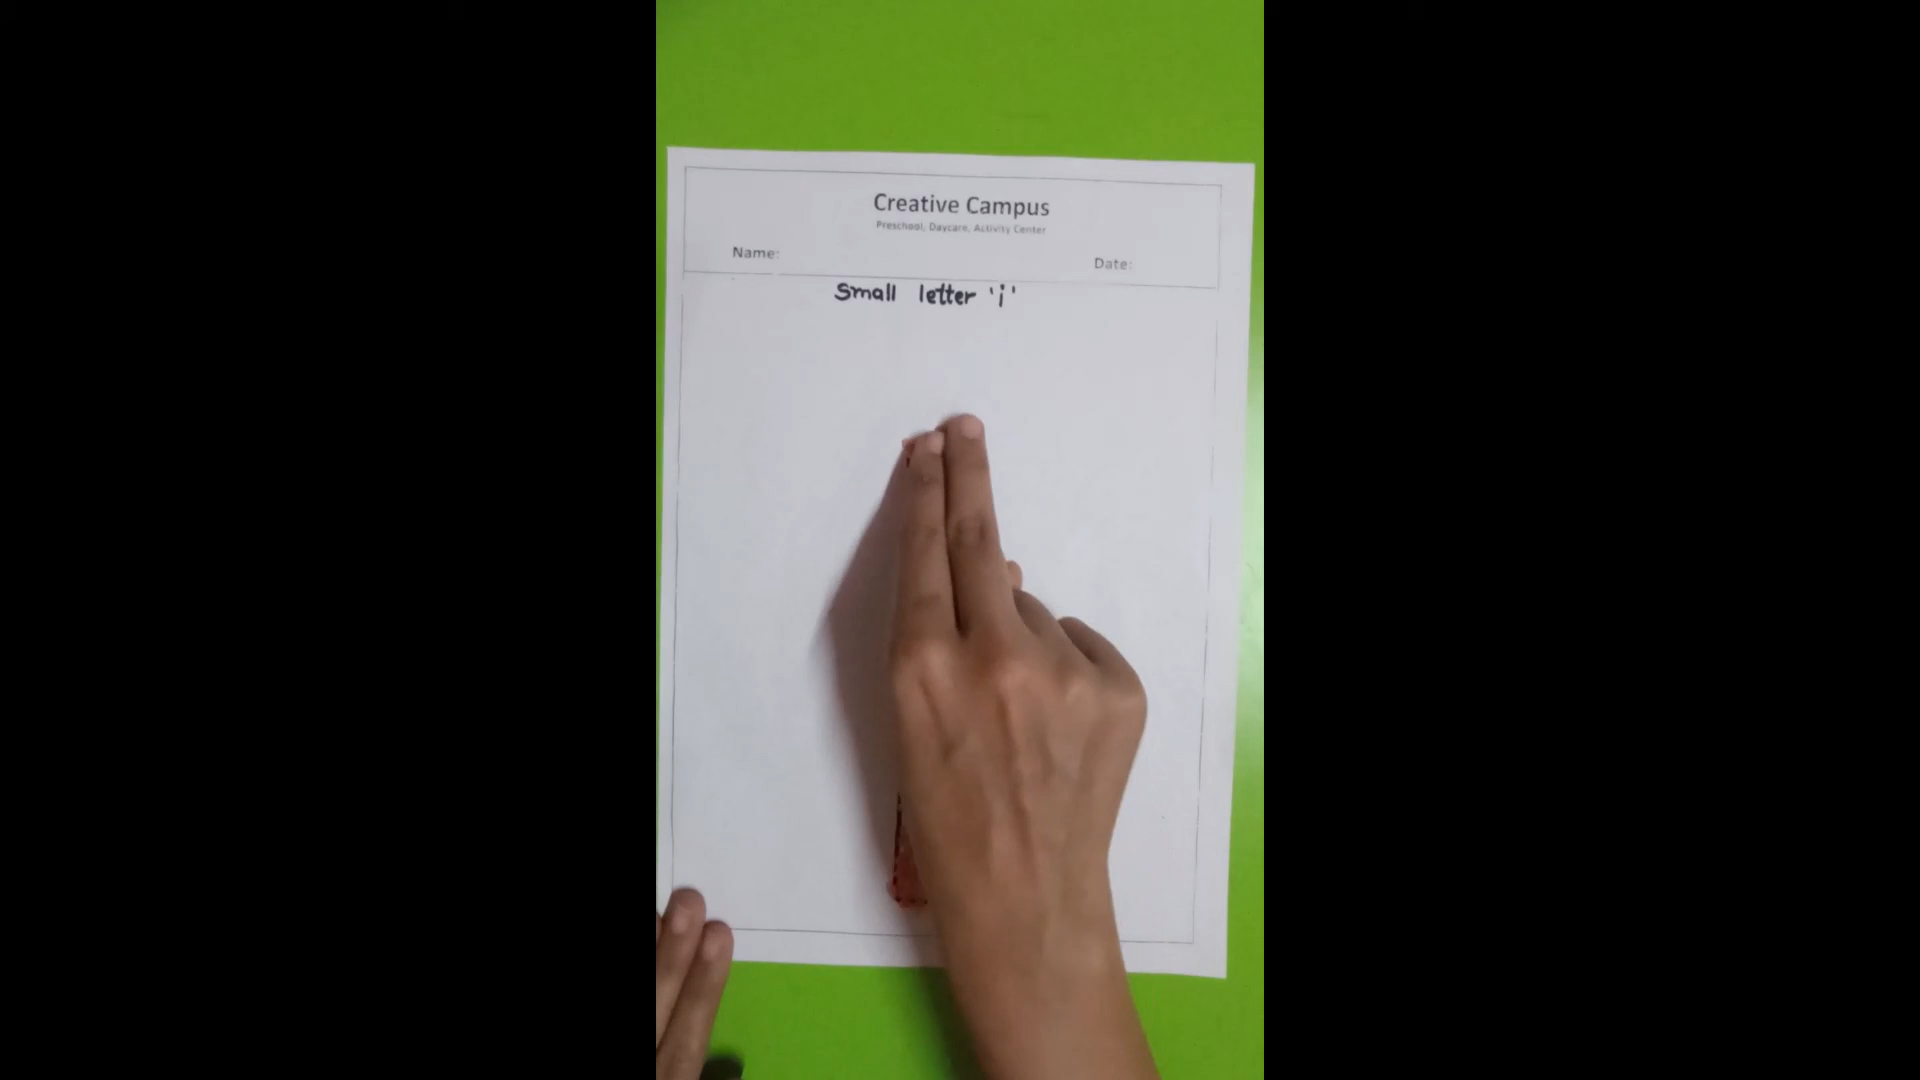 Creative Campus
Preschool, Daycare, Activity Center
Name: Date:
Small letter 'i'